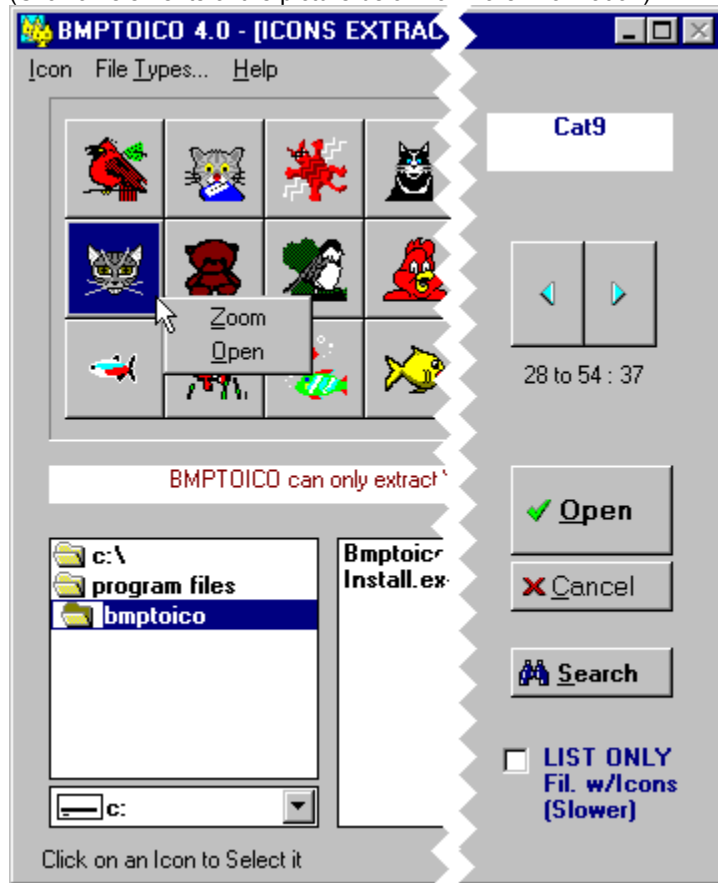 BMPTOICO 4.0 - [ICONS EXTRAC
Icon File Types... Help
Cat9
Zoom
Open
28 to 54 : 37
BMPTOICO can only extract
Open
c:\
program files
bmptoico
Bmptoico
Install.ex
Cancel
Search
LIST ONLY
Fil. w/Icons
(Slower)
c:
Click on an Icon to Select it